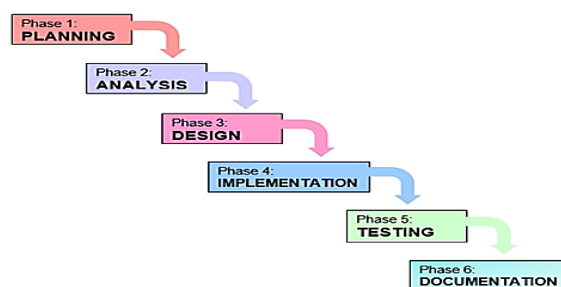 Phase 1:
PLANNING
Phase 2:
ANALYSIS
Phase 3:
DESIGN
Phase 4:
IMPLEMENTATION
Phase 5:
TESTING
Phase 6:
DOCUMENTATION